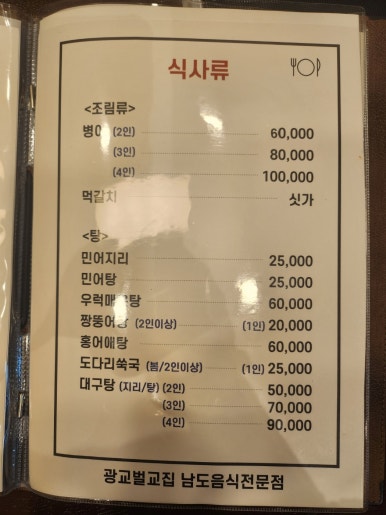 식사류
<조림류>
병어 (2인) 60,000
(3인) 80,000
(4인) 100,000
먹갈치 싯가
<탕>
민어지리 25,000
민어탕 25,000
우럭매운탕 60,000
짱뚱어탕 (2인이상) (1인) 20,000
홍어애탕 60,000
도다리쑥국 (봄/2인이상) (1인) 25,000
대구탕 (지리/탕) (2인) 50,000
(3인) 70,000
(4인) 90,000
광교벌교집 남도음식전문점